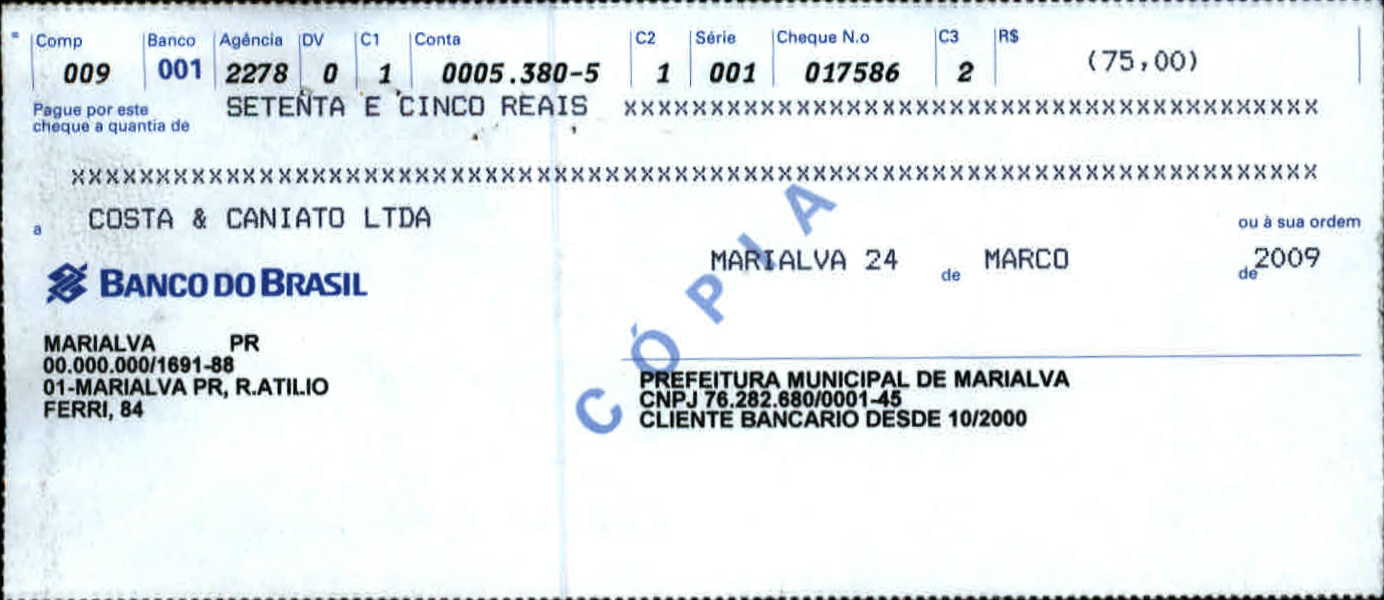 Comp Banco Agência DV C1 Conta C2 Série Cheque N.o C3 R$
009 001 2278 0 1 0005.380-5 1 001 017586 2 (75,00)
Pague por este
cheque a quantia de
SETENTA E CINCO REAIS XXXXXXXXXXXXXXXXXXXXXXXXXXXXXXXXXXXXXXXXX
XXXXXXXXXXXXXXXXXXXXXXXXXXXXXXXXXXXXXXXXXXXXXXXXXXXXXXXXXXXXXXXXXXXXXXXX
a COSTA & CANIATO LTDA ou à sua ordem
MARIALVA 24 de MARCO de 2009
BANCO DO BRASIL
MARIALVA PR
00.000.000/1691-88
01-MARIALVA PR, R.ATILIO
FERRI, 84
CÓPIA
PREFEITURA MUNICIPAL DE MARIALVA
CNPJ 76.282.680/0001-45
CLIENTE BANCARIO DESDE 10/2000